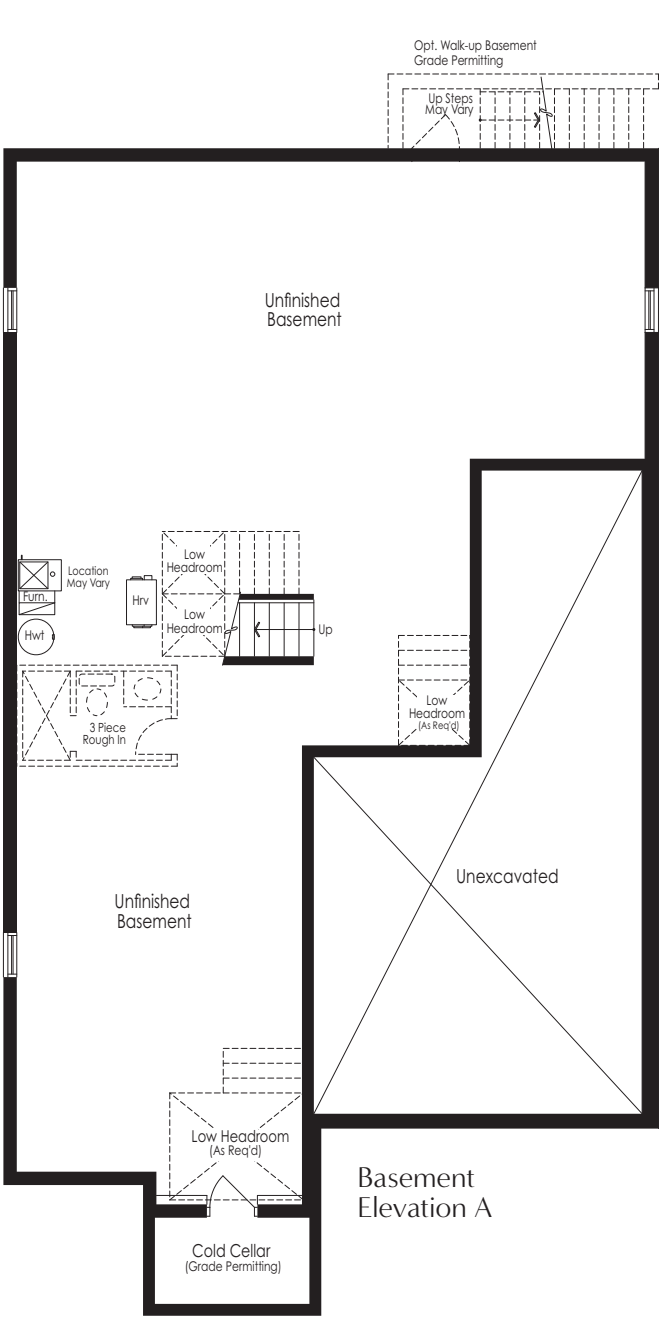 Opt. Walk-up Basement
Grade Permitting
Up Steps
May Vary
Unfinished
Basement
Low
Headroom
Location
May Vary
Furn.
Hrv
Low
Headroom
Up
Hwt
Low
Headroom
(As Req'd)
3 Piece
Rough In
Unexcavated
Unfinished
Basement
Low Headroom
(As Req'd)
Basement
Elevation A
Cold Cellar
(Grade Permitting)